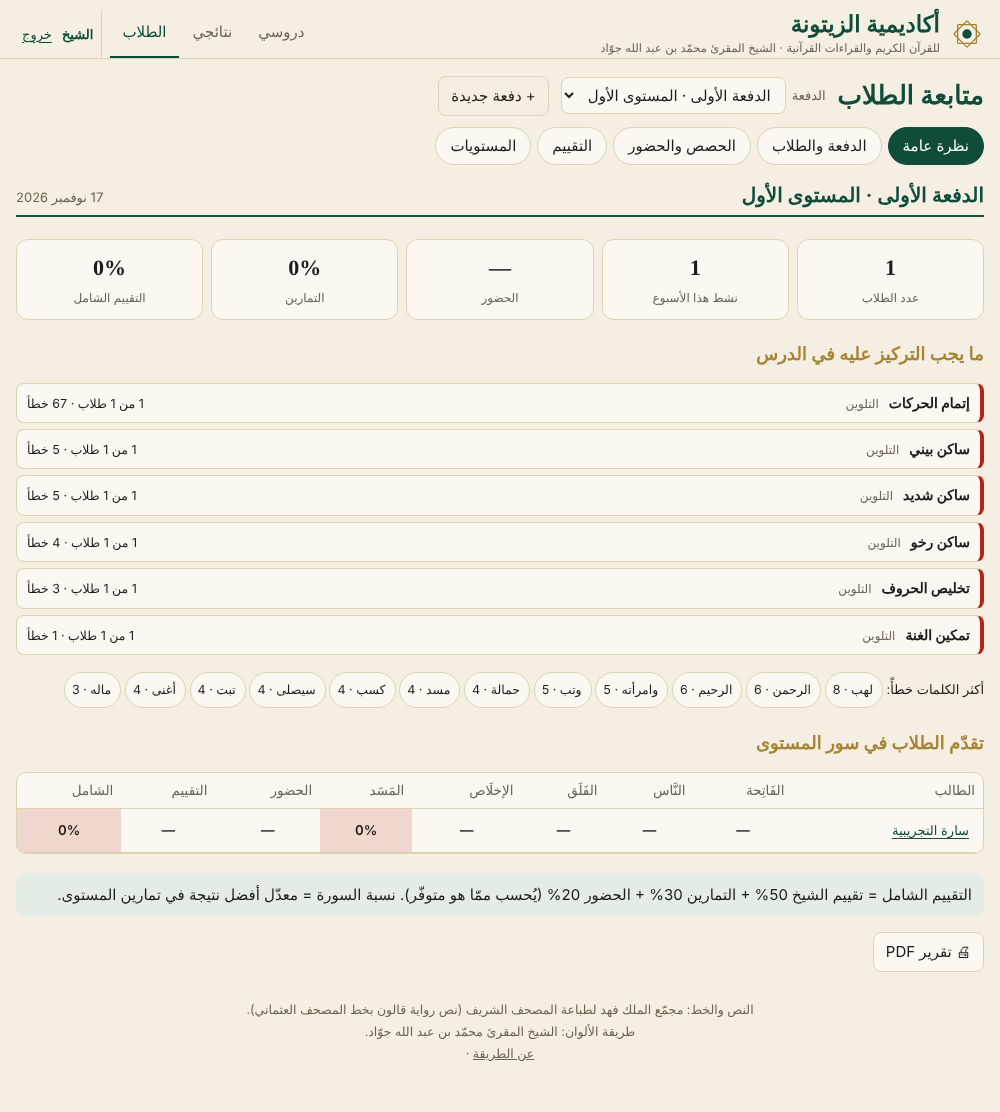 أكاديمية الزيتونة
للقرآن الكريم والقراءات القرآنية · الشيخ المقرئ محمّد بن عبد الله جوّاد
دروسي نتائجي الطلاب الشيخ خروج
متابعة الطلاب الدفعة الدفعة الأولى · المستوى الأول + دفعة جديدة
نظرة عامة الدفعة والطلاب الحصص والحضور التقييم المستويات
الدفعة الأولى · المستوى الأول 17 نوفمبر 2026
1 1 — 0% 0%
عدد الطلاب نشط هذا الأسبوع الحضور التمارين التقييم الشامل
ما يجب التركيز عليه في الدرس
إتمام الحركات التلوين 1 من 1 طلاب · 67 خطأ
ساكن بيني التلوين 1 من 1 طلاب · 5 خطأ
ساكن شديد التلوين 1 من 1 طلاب · 5 خطأ
ساكن رخو التلوين 1 من 1 طلاب · 4 خطأ
تخليص الحروف التلوين 1 من 1 طلاب · 3 خطأ
تمكين الغنة التلوين 1 من 1 طلاب · 1 خطأ
أكثر الكلمات خطأً: لهب · 8 الرحمن · 6 الرحيم · 6 وامرأته · 5 وتب · 5 حمالة · 4 مسد · 4 كسب · 4 سيصلى · 4 تبت · 4 أغنى · 4 ماله · 3
تقدّم الطلاب في سور المستوى
الطالب الفَاتِحة النَّاس الفَلَق الإخلَاص المَسَد الحضور التقييم الشامل
سارة التجريبية — — — — 0% — — 0%
التقييم الشامل = تقييم الشيخ 50% + التمارين 30% + الحضور 20% (يُحسب ممّا هو متوفّر). نسبة السورة = معدّل أفضل نتيجة في تمارين المستوى.
🖨 تقرير PDF
النص والخط: مجمّع الملك فهد لطباعة المصحف الشريف (نص رواية قالون بخط المصحف العثماني).
طريقة الألوان: الشيخ المقرئ محمّد بن عبد الله جوّاد.
عن الطريقة ·